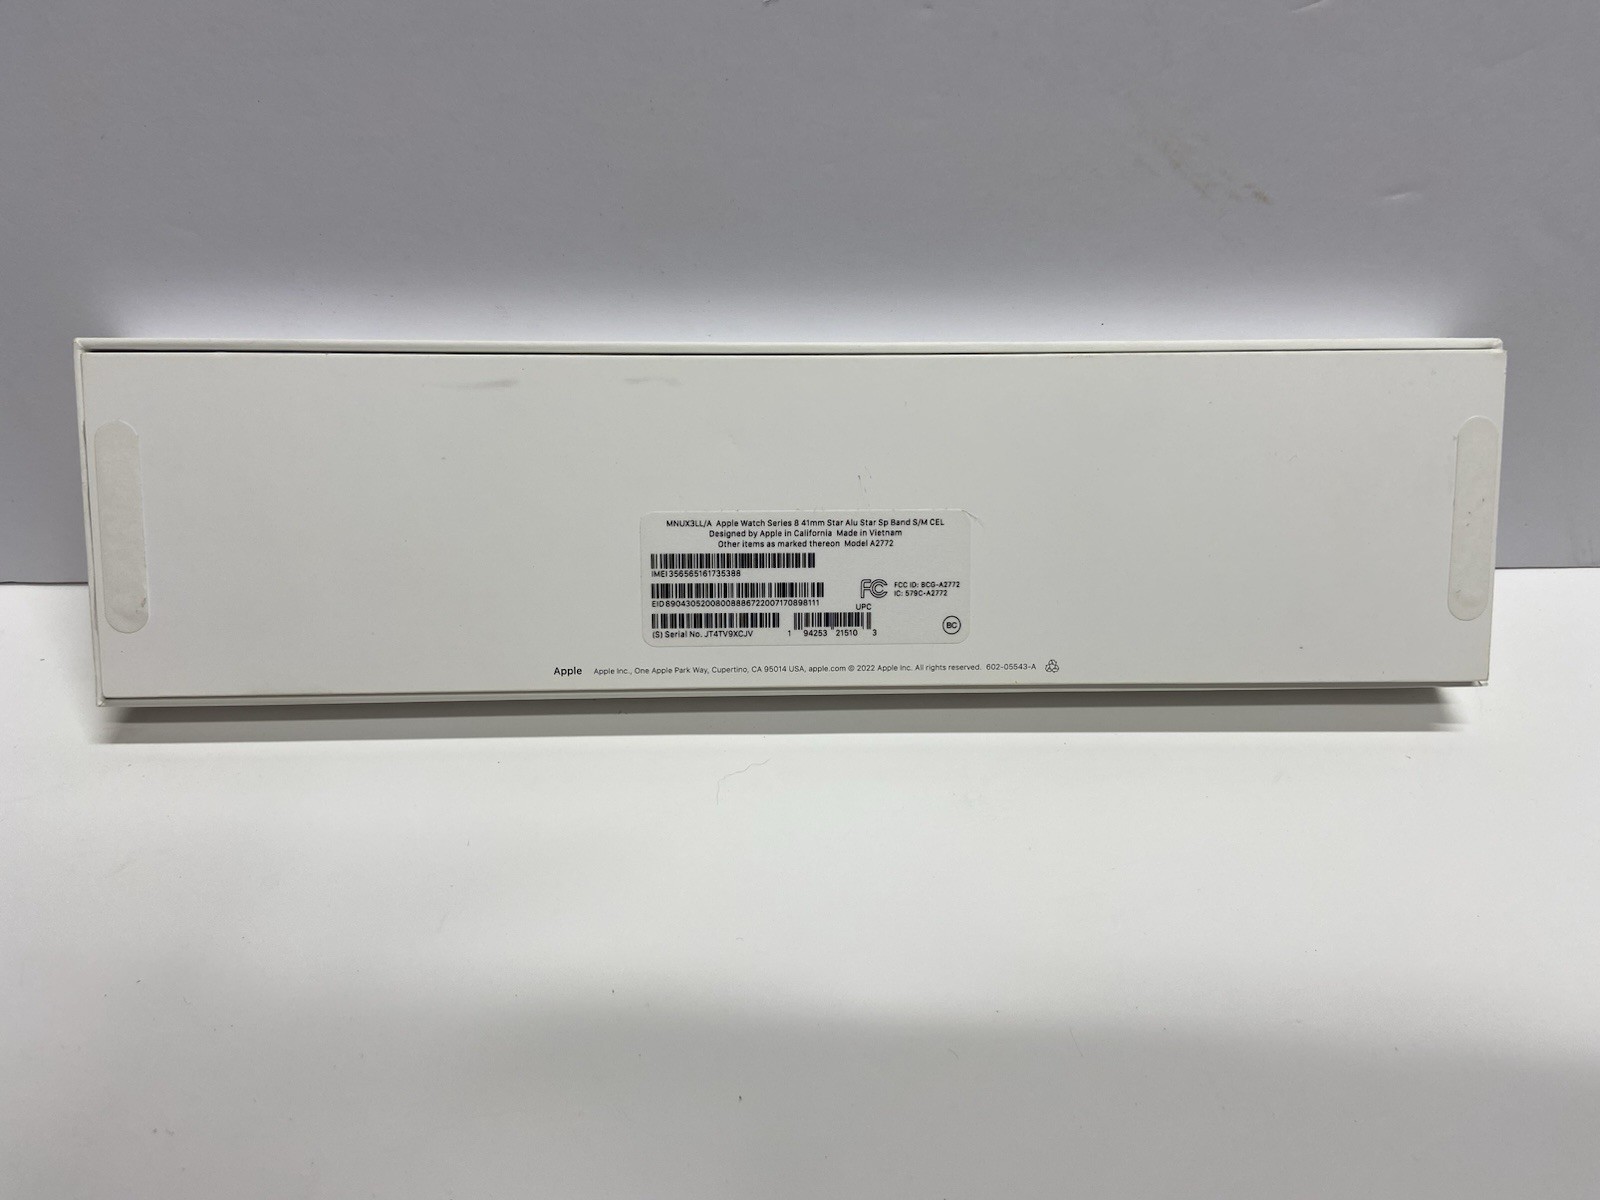 MNUX3LL/A Apple Watch Series 8 41mm Star Alu Star Sp Band S/M CEL
Designed by Apple in California Made in Vietnam
Other items as marked thereon Model A2772
IMEI 356565161735388
FC FCC ID: BCG-A2772
IC: 579C-A2772
EID 89043052008008886722007170898111
UPC
(S) Serial No. JT4TV9XCJV
1 94253 21510 3
BC
Apple Apple Inc., One Apple Park Way, Cupertino, CA 95014 USA, apple.com © 2022 Apple Inc. All rights reserved. 602-05543-A